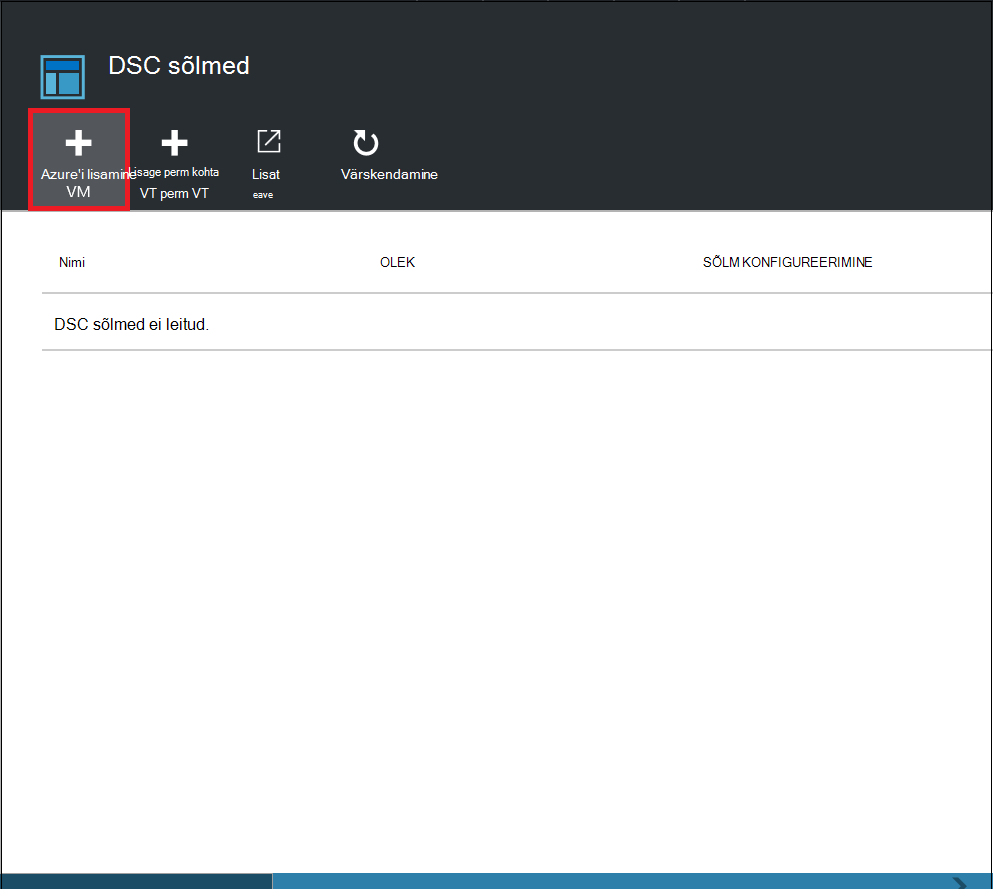 DSC sõlmed
Azure'i lisamine
VM
Lisage perm kohta
VT perm VT
Lisat
eave
Värskendamine
Nimi
OLEK
SÕLM KONFIGUREERIMINE
DSC sõlmed ei leitud.